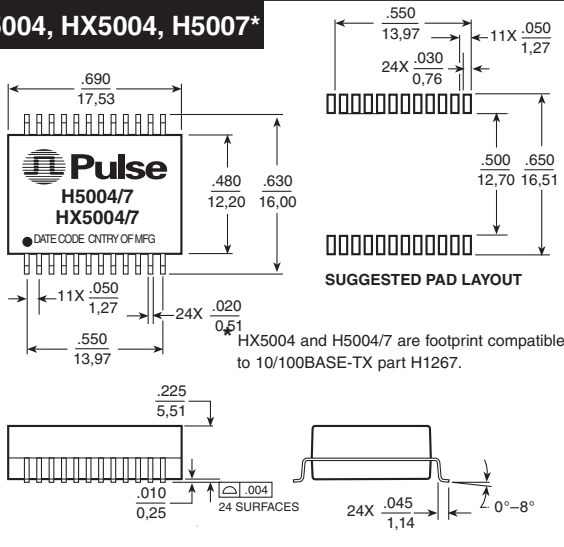 5004, HX5004, H5007*
.690
17,53
Pulse
H5004/7
HX5004/7
DATE CODE CNTRY OF MFG
.480
12,20
.630
16,00
11X .050
1,27
24X .020
0,51
.550
13,97
.550
13,97
11X .050
1,27
24X .030
0,76
.500
12,70
.650
16,51
SUGGESTED PAD LAYOUT
* HX5004 and H5004/7 are footprint compatible
to 10/100BASE-TX part H1267.
.225
5,51
.010
0,25
.004
24 SURFACES
24X .045
1,14
0°–8°